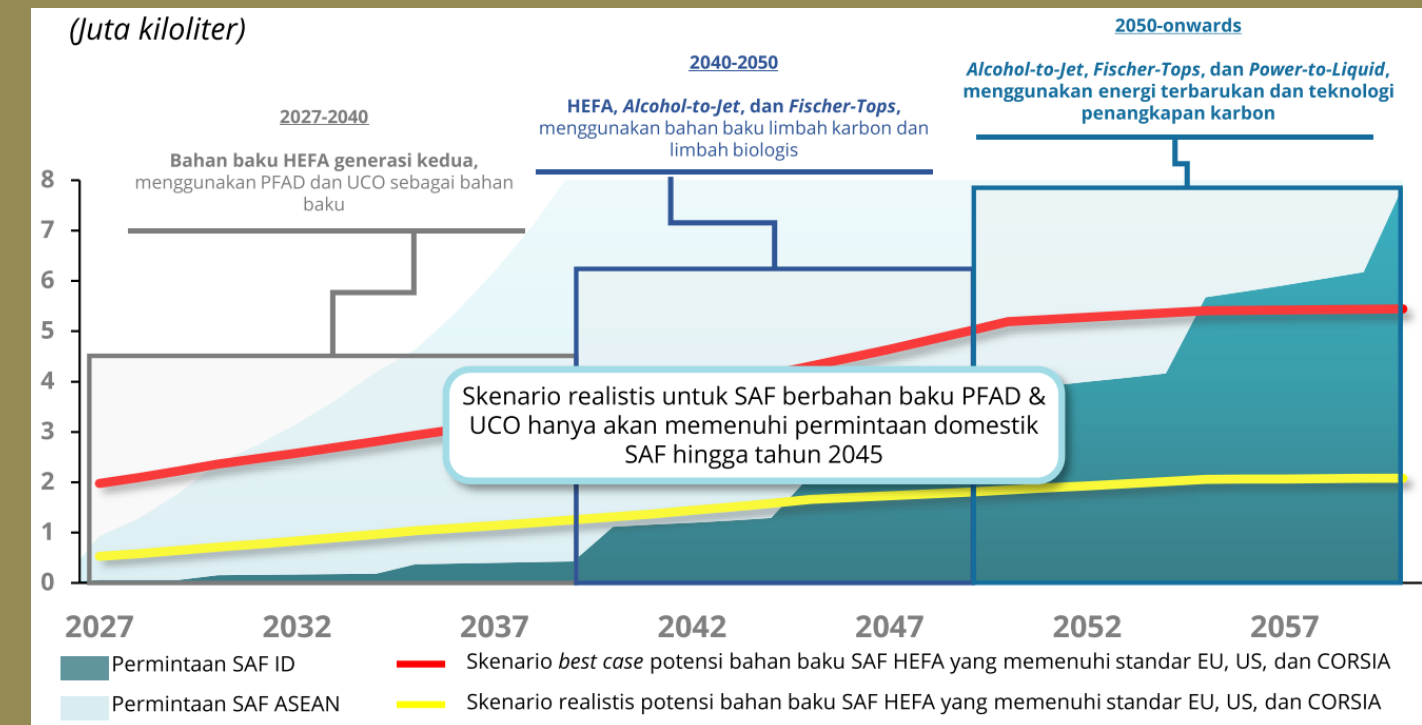 (Juta kiloliter)
2050-onwards
Alcohol-to-Jet, Fischer-Tops, dan Power-to-Liquid,
menggunakan energi terbarukan dan teknologi
penangkapan karbon
2040-2050
HEFA, Alcohol-to-Jet, dan Fischer-Tops,
menggunakan bahan baku limbah karbon dan
limbah biologis
2027-2040
Bahan baku HEFA generasi kedua,
menggunakan PFAD dan UCO sebagai bahan
baku
8
7
6
5
4
3
2
1
0
Skenario realistis untuk SAF berbahan baku PFAD &
UCO hanya akan memenuhi permintaan domestik
SAF hingga tahun 2045
2027 2032 2037 2042 2047 2052 2057
Permintaan SAF ID
Skenario best case potensi bahan baku SAF HEFA yang memenuhi standar EU, US, dan CORSIA
Permintaan SAF ASEAN
Skenario realistis potensi bahan baku SAF HEFA yang memenuhi standar EU, US, dan CORSIA